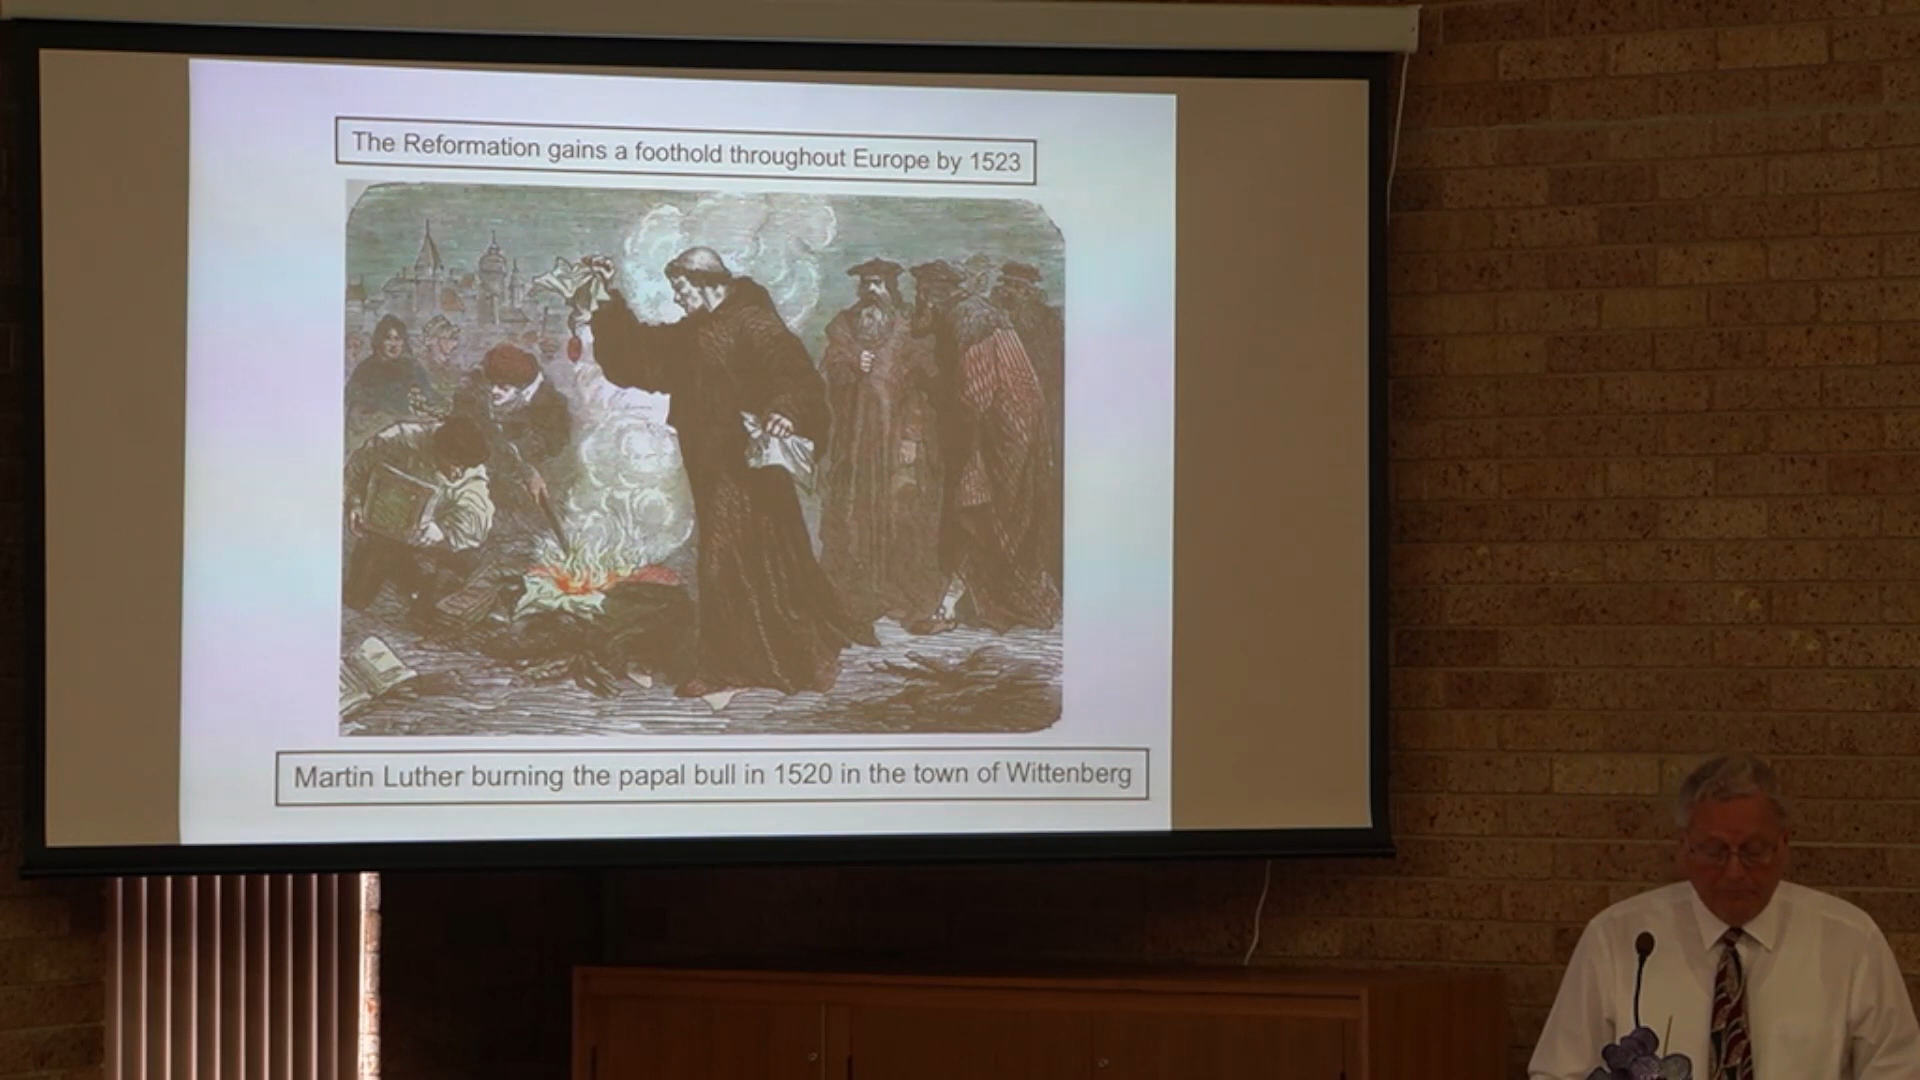 The Reformation gains a foothold throughout Europe by 1523
Martin Luther burning the papal bull in 1520 in the town of Wittenberg